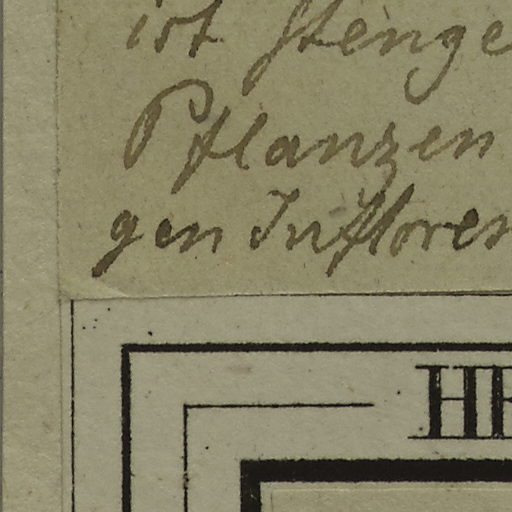 ist stenge
Pflanzen
gen Inflores
HE